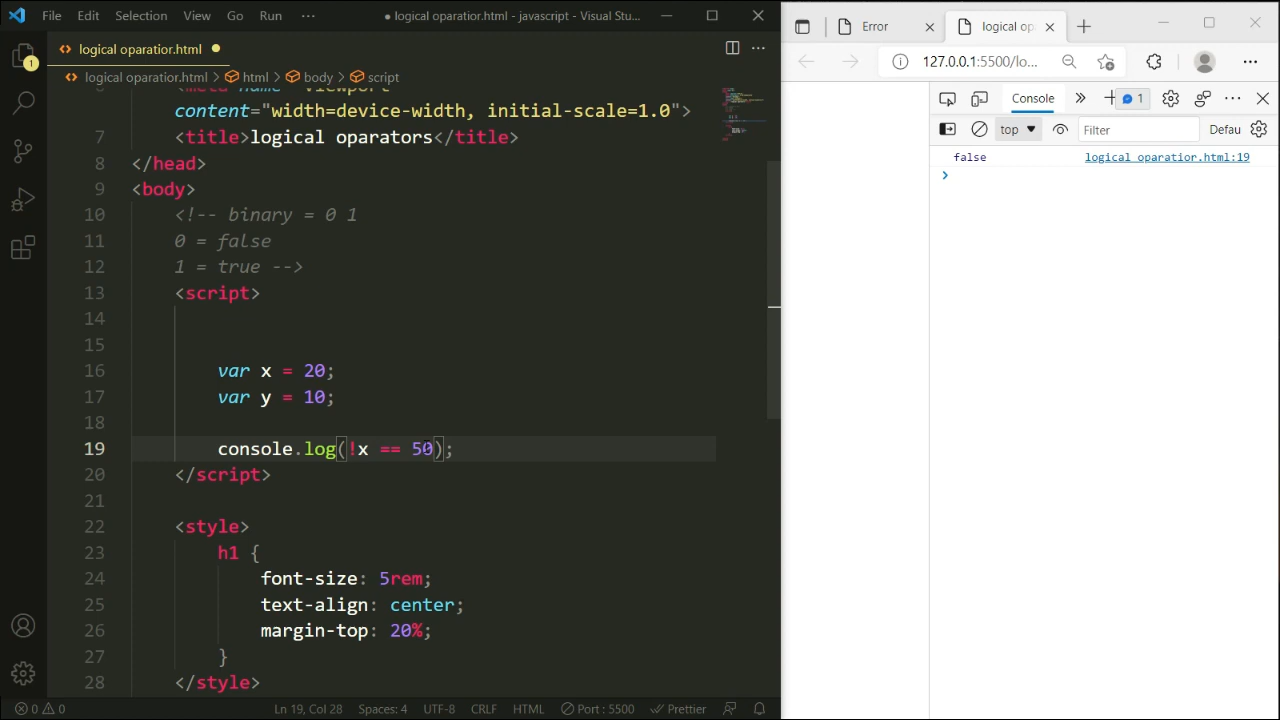 File Edit Selection View Go Run ··· ● logical oparatior.html - javascript - Visual Stu...
logical oparatior.html ●
logical oparatior.html > html > body > script
content="width=device-width, initial-scale=1.0">
7 <title>logical oparators</title>
8 </head>
9 <body>
10 <!-- binary = 0 1
11 0 = false
12 1 = true -->
13 <script>
14
15
16 var x = 20;
17 var y = 10;
18
19 console.log(!x == 50);
20 </script>
21
22 <style>
23 h1 {
24 font-size: 5rem;
25 text-align: center;
26 margin-top: 20%;
27 }
28 </style>
0 0 Ln 19, Col 28 Spaces: 4 UTF-8 CRLF HTML Port : 5500 Prettier
1
Error logical op
127.0.0.1:5500/lo...
Console 1
top Filter Defau
false logical oparatior.html:19